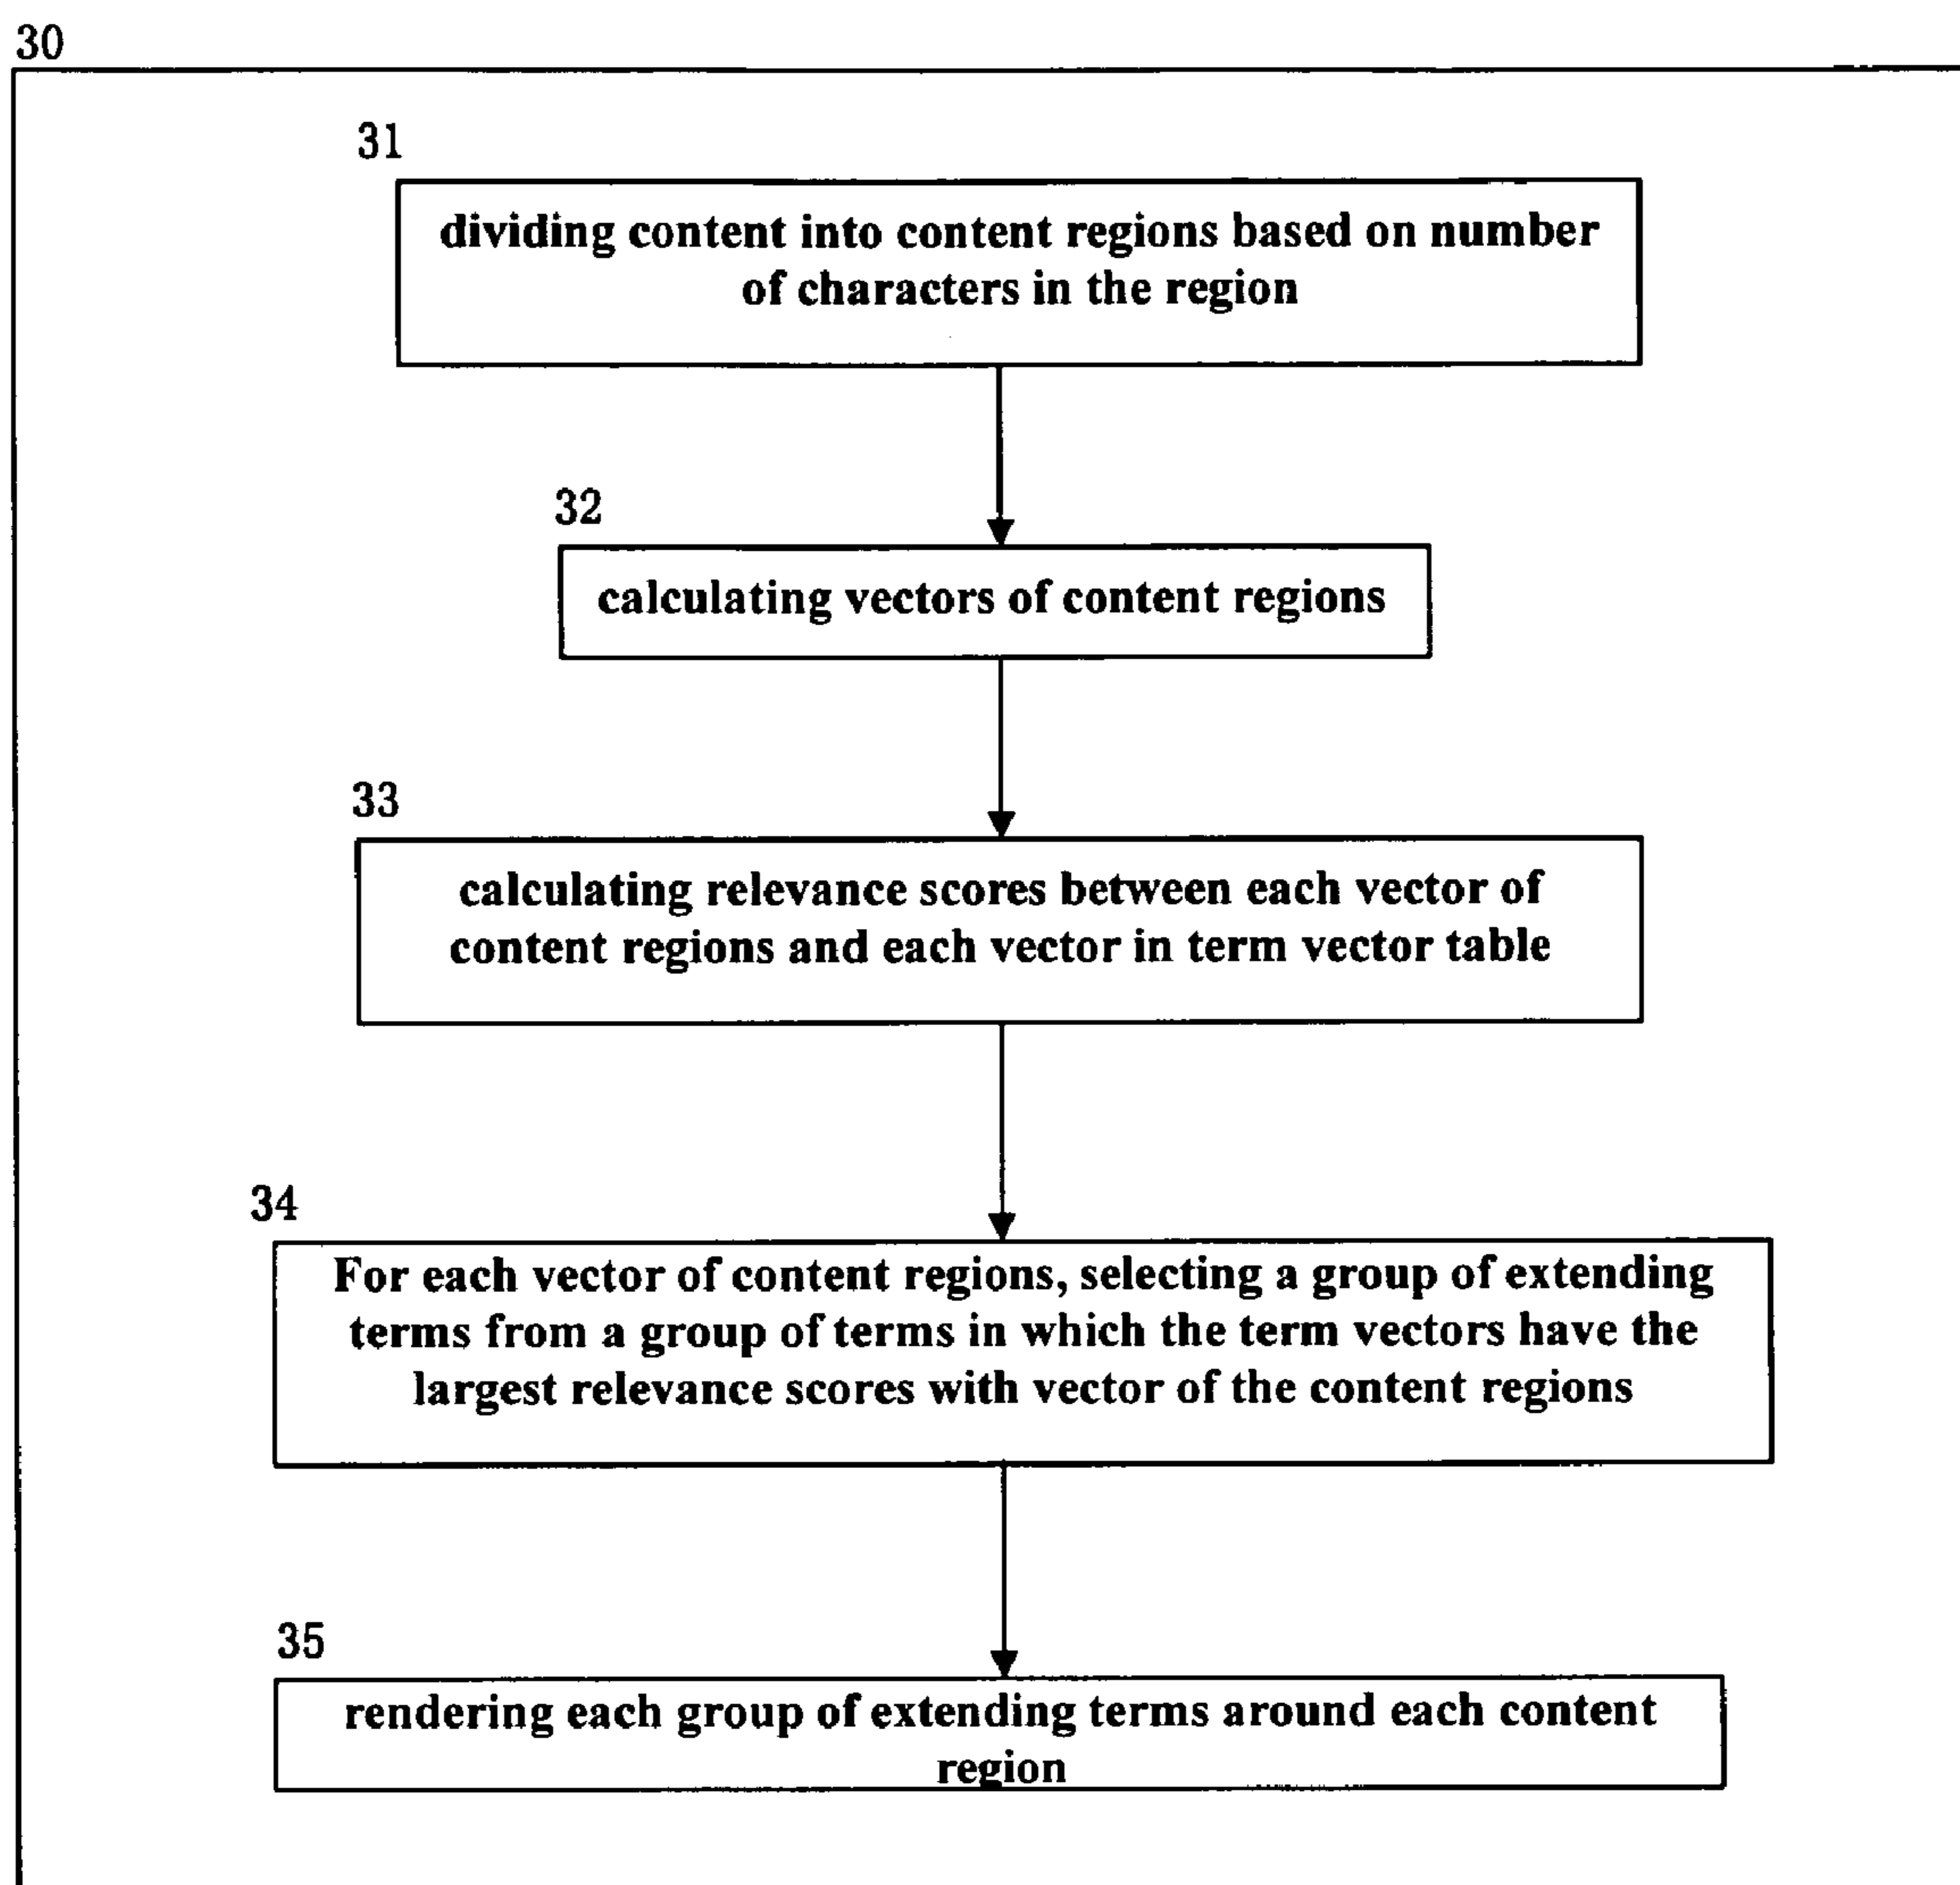 30
31
dividing content into content regions based on number
of characters in the region
32
calculating vectors of content regions
33
calculating relevance scores between each vector of
content regions and each vector in term vector table
34
For each vector of content regions, selecting a group of extending
terms from a group of terms in which the term vectors have the
largest relevance scores with vector of the content regions
35
rendering each group of extending terms around each content
region